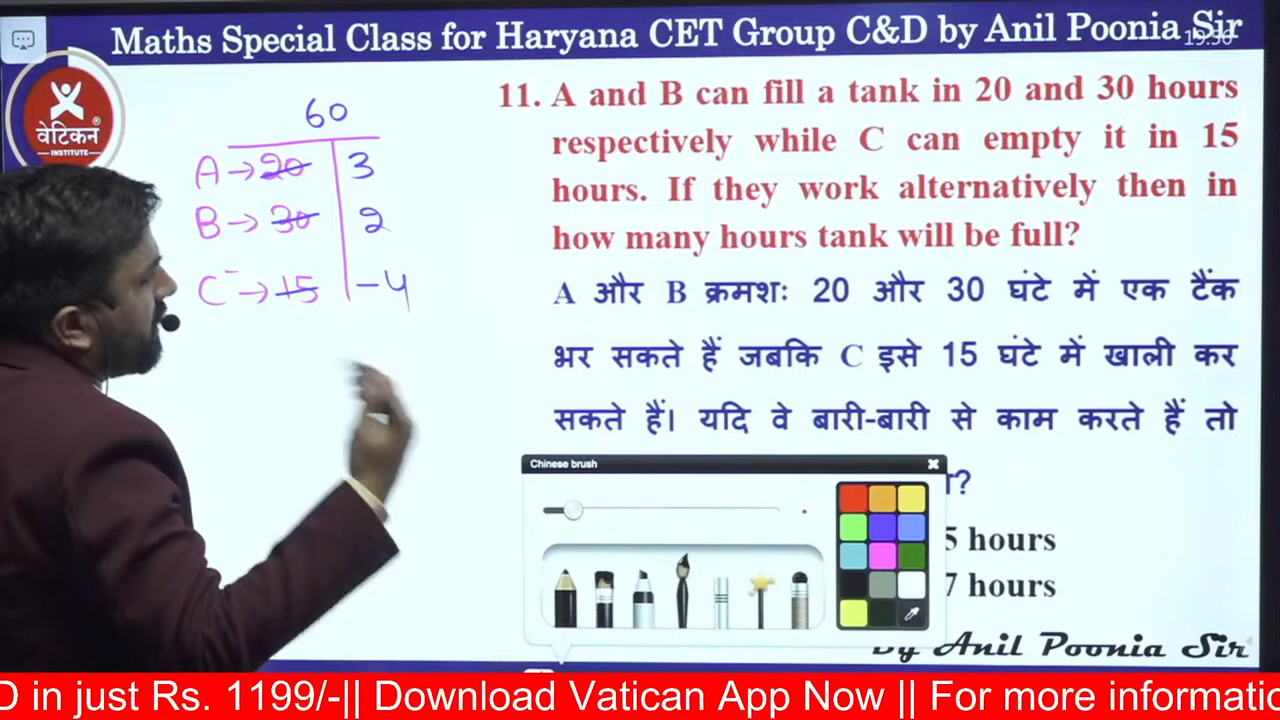 Maths Special Class for Haryana CET Group C&D by Anil Poonia Sir
वेटिकन
INSTITUTE
60
A → 20 3
B → 30 2
C⁻ → 15 -4
11. A and B can fill a tank in 20 and 30 hours
respectively while C can empty it in 15
hours. If they work alternatively then in
how many hours tank will be full?
A और B क्रमशः 20 और 30 घंटे में एक टैंक
भर सकते हैं जबकि C इसे 15 घंटे में खाली कर
सकते हैं। यदि वे बारी-बारी से काम करते हैं तो
Chinese brush
5 hours
7 hours
By Anil Poonia Sir
D in just Rs. 1199/-|| Download Vatican App Now || For more informatio